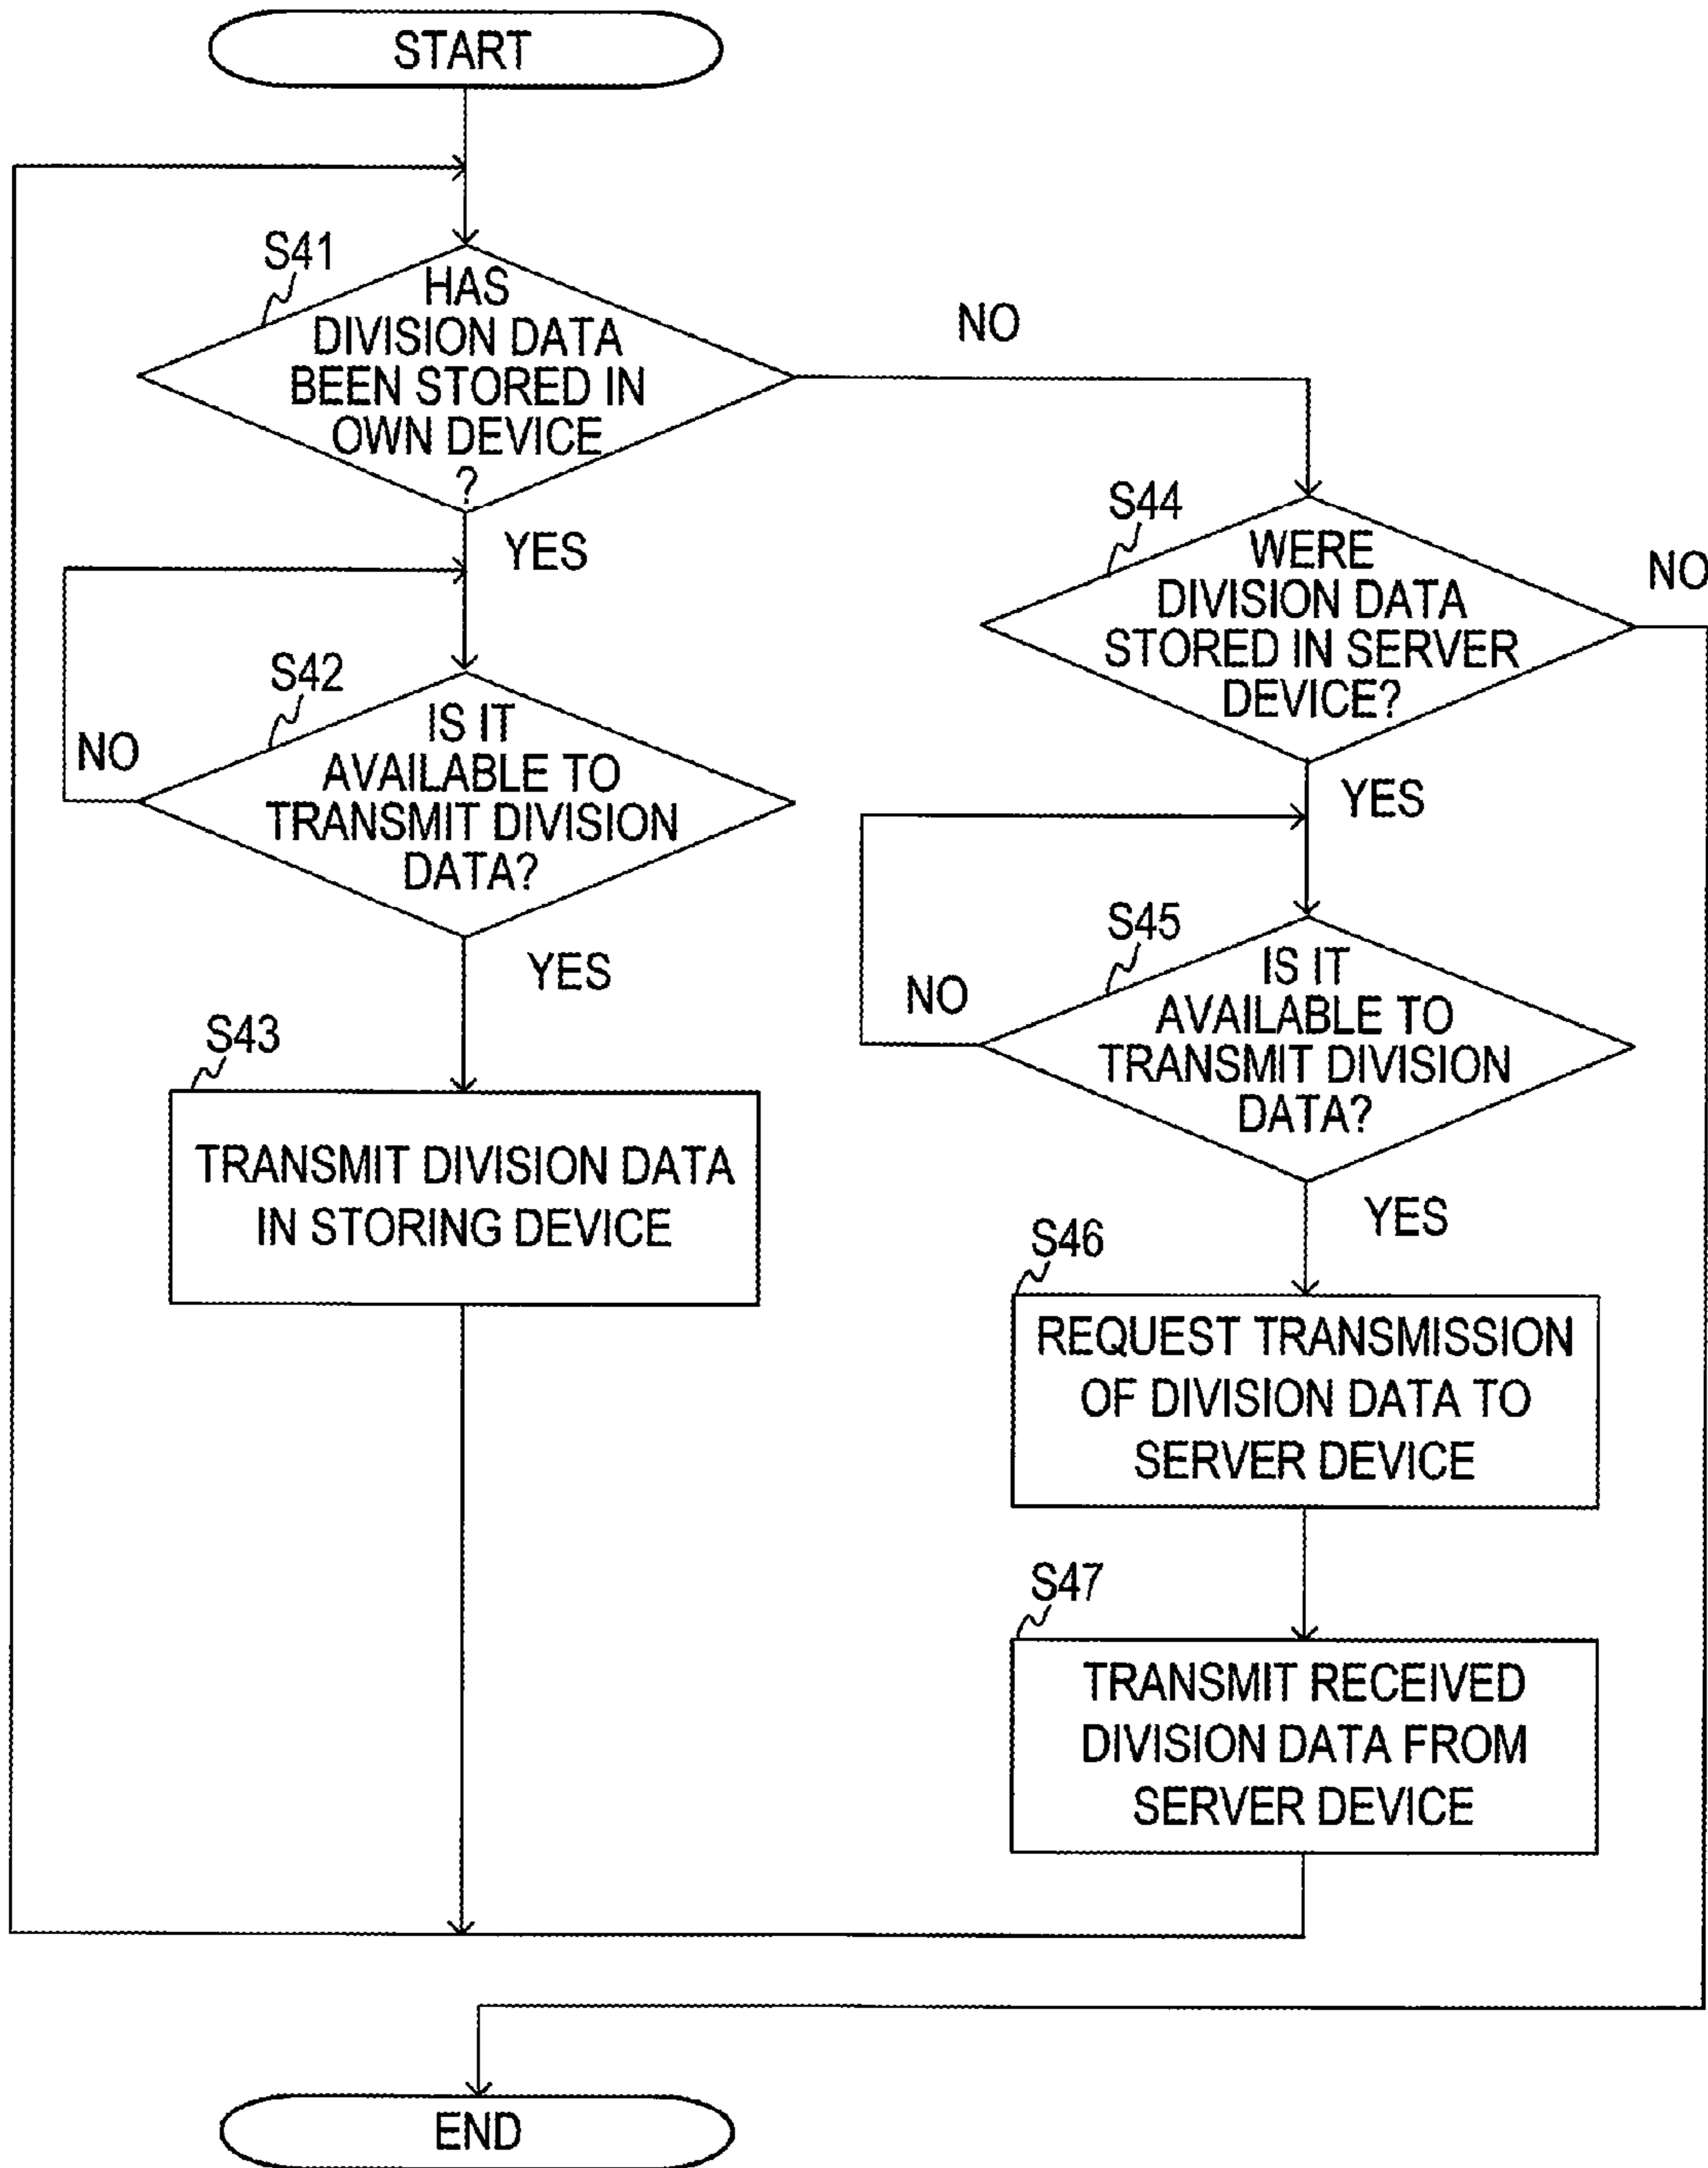 START
S41
HAS
DIVISION DATA
BEEN STORED IN
OWN DEVICE
?
NO
YES
S42
IS IT
AVAILABLE TO
TRANSMIT DIVISION
DATA?
NO
YES
S43
TRANSMIT DIVISION DATA
IN STORING DEVICE
S44
WERE
DIVISION DATA
STORED IN SERVER
DEVICE?
NO
YES
S45
IS IT
AVAILABLE TO
TRANSMIT DIVISION
DATA?
NO
YES
S46
REQUEST TRANSMISSION
OF DIVISION DATA TO
SERVER DEVICE
S47
TRANSMIT RECEIVED
DIVISION DATA FROM
SERVER DEVICE
END